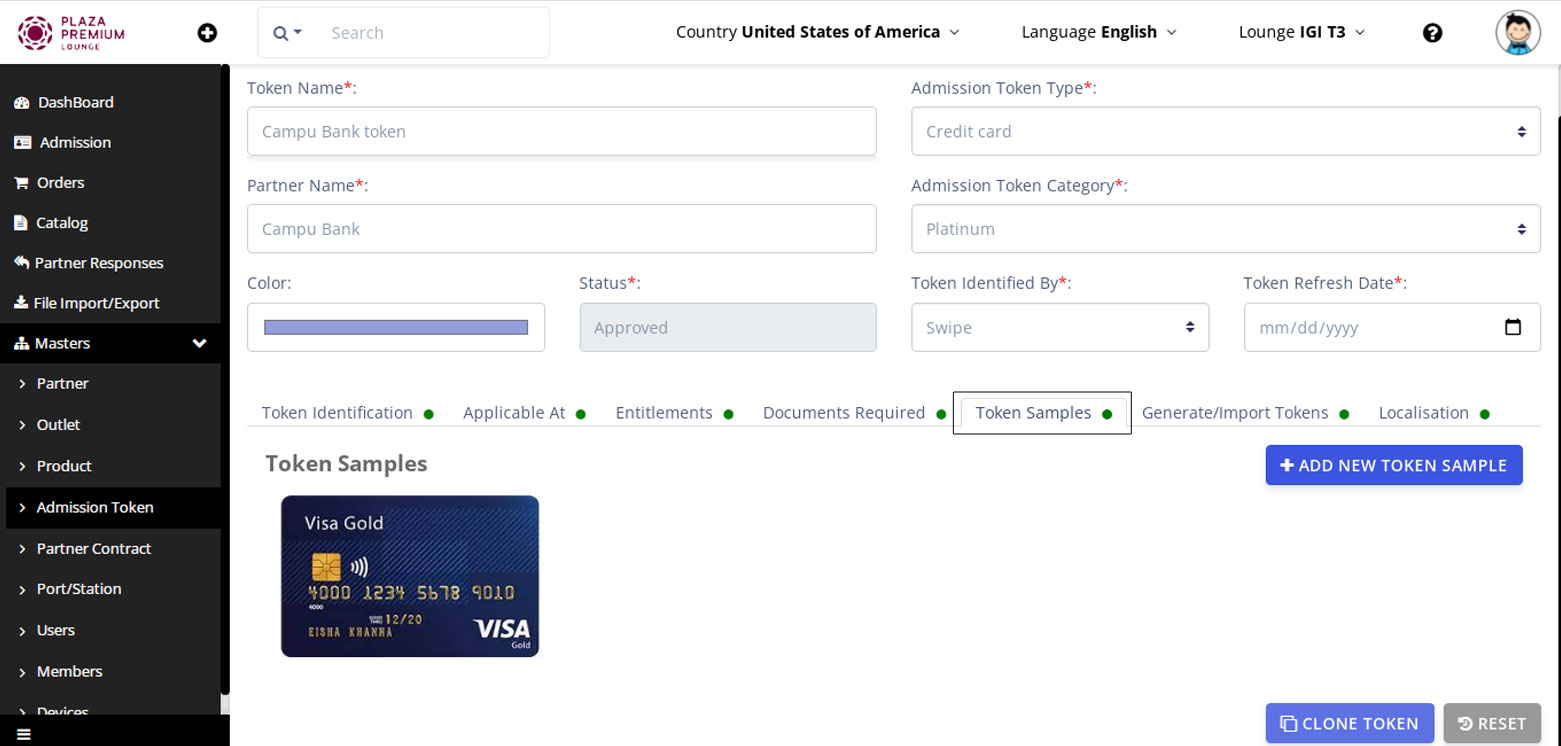 PLAZA
PREMIUM
LOUNGE
Search
Country United States of America
Language English
Lounge IGI T3
DashBoard
Admission
Orders
Catalog
Partner Responses
File Import/Export
Masters
Partner
Outlet
Product
Admission Token
Partner Contract
Port/Station
Users
Members
Devices
Token Name*:
Admission Token Type*:
Campu Bank token
Credit card
Partner Name*:
Admission Token Category*:
Campu Bank
Platinum
Color:
Status*:
Token Identified By*:
Token Refresh Date*:
Approved
Swipe
mm/dd/yyyy
Token Identification
Applicable At
Entitlements
Documents Required
Token Samples
Generate/Import Tokens
Localisation
Token Samples
ADD NEW TOKEN SAMPLE
Visa Gold
4000 1234 5678 9010
4000
GOOD THRU 12/20
EISHA KHANNA
VISA
Gold
CLONE TOKEN
RESET